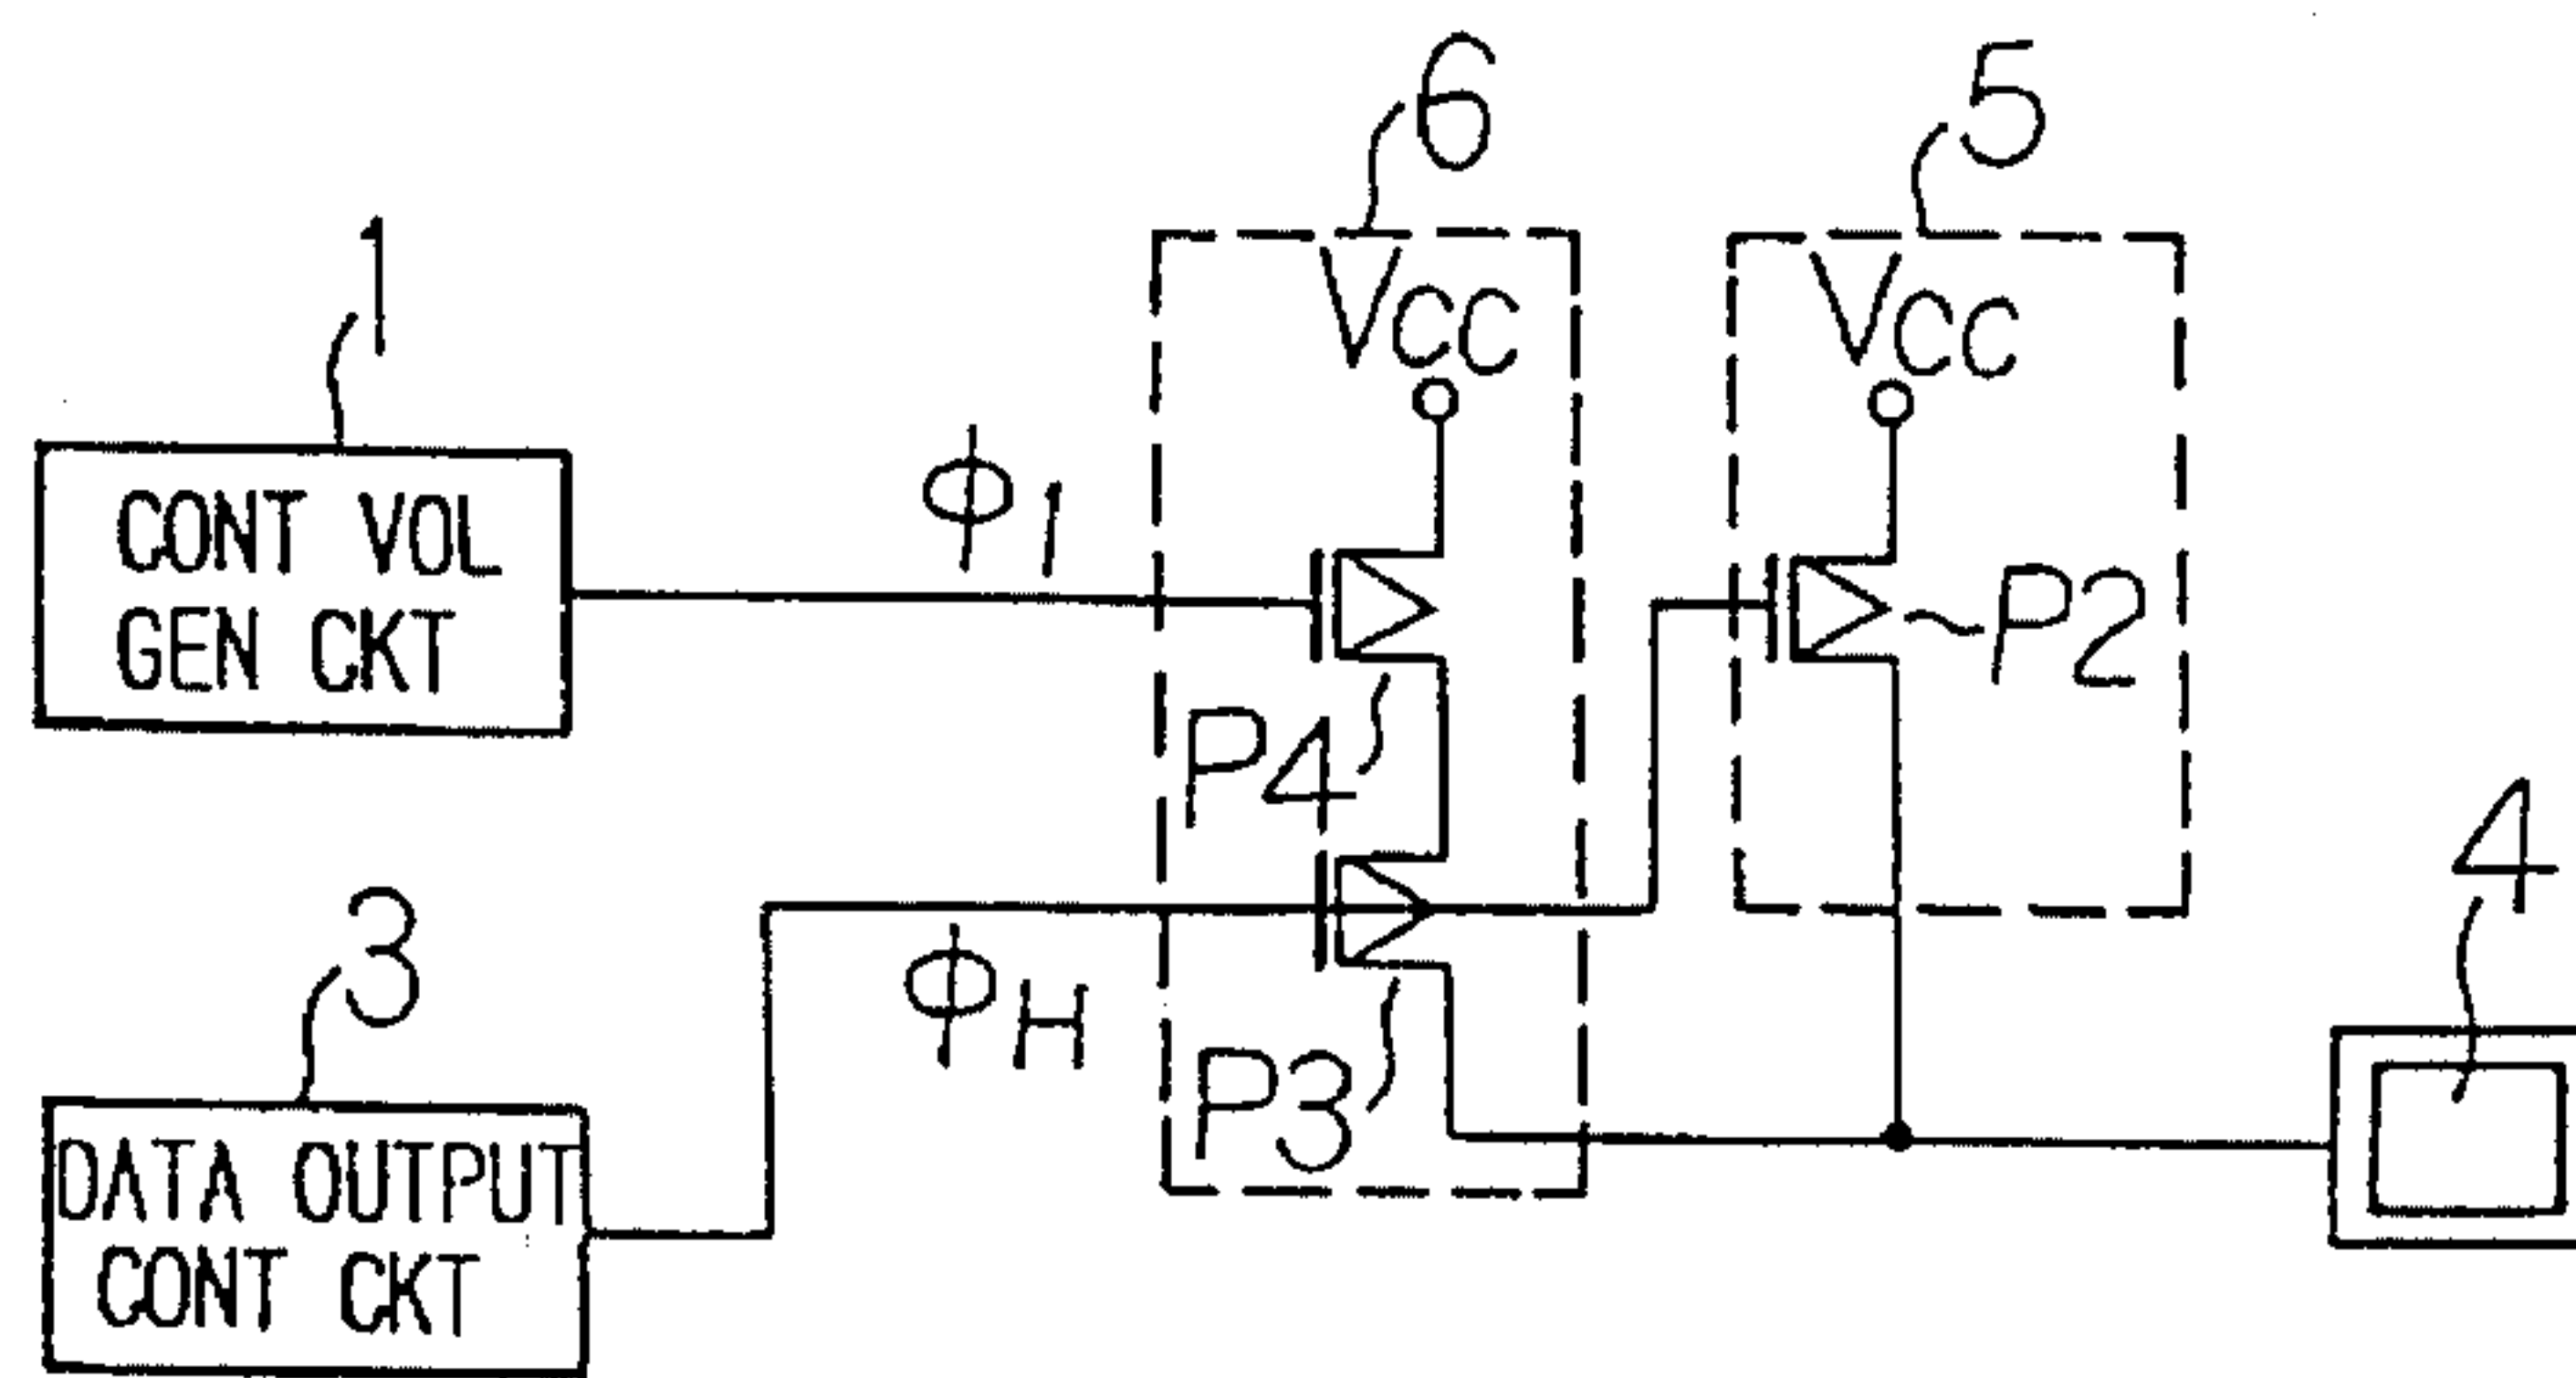 6
5
1
VCC
VCC
CONT VOL
GEN CKT
ϕ1
P2
P4
4
3
ϕH
P3
DATA OUTPUT
CONT CKT